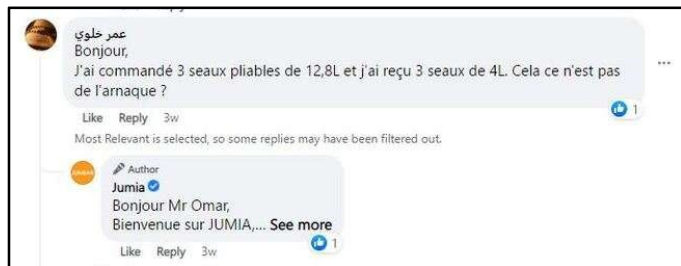 عمر خلوي
Bonjour,
J'ai commandé 3 seaux pliables de 12,8L et j'ai reçu 3 seaux de 4L. Cela ce n'est pas
de l'arnaque ?
Like Reply 3w
1
Most Relevant is selected, so some replies may have been filtered out.
Author
Jumia
Bonjour Mr Omar,
Bienvenue sur JUMIA,... See more
Like Reply 3w
1